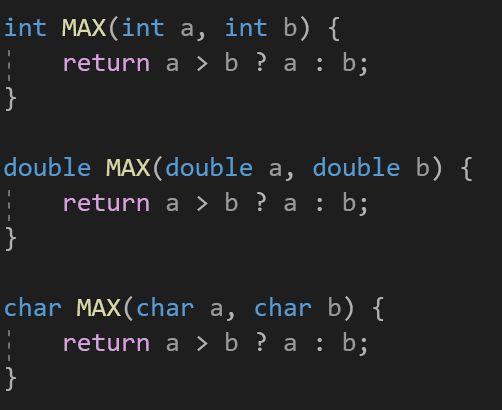 int MAX(int a, int b) {
    return a > b ? a : b;
}
double MAX(double a, double b) {
    return a > b ? a : b;
}
char MAX(char a, char b) {
    return a > b ? a : b;
}